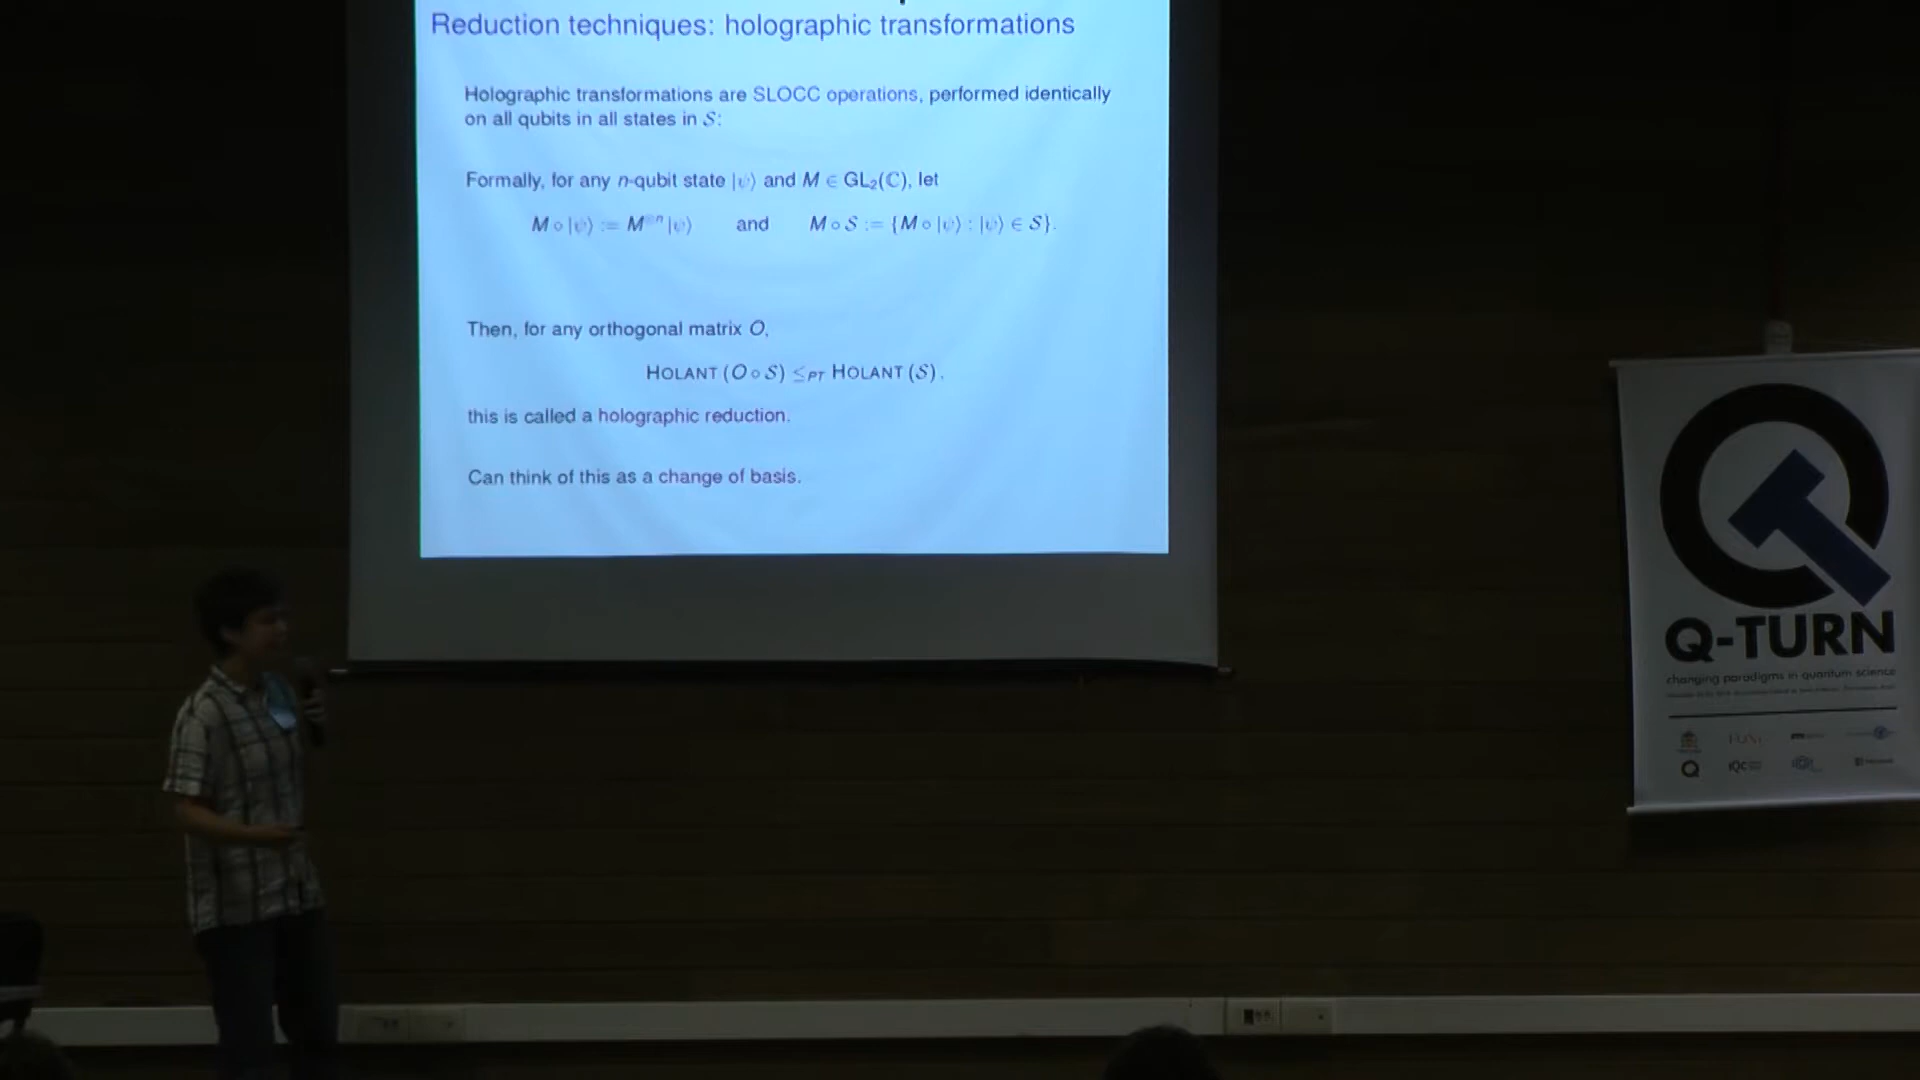 Reduction techniques: holographic transformations
Holographic transformations are SLOCC operations, performed identically
on all qubits in all states in S:
Formally, for any n-qubit state |ψ⟩ and M ∈ GL₂(ℂ), let
M ∘ |ψ⟩ := M^{⊗n} |ψ⟩ and M ∘ S := {M ∘ |ψ⟩ : |ψ⟩ ∈ S}.
Then, for any orthogonal matrix O,
HOLANT (O ∘ S) ≤_PT HOLANT (S),
this is called a holographic reduction.
Can think of this as a change of basis.
Q-TURN
changing paradigms in quantum science
IQC